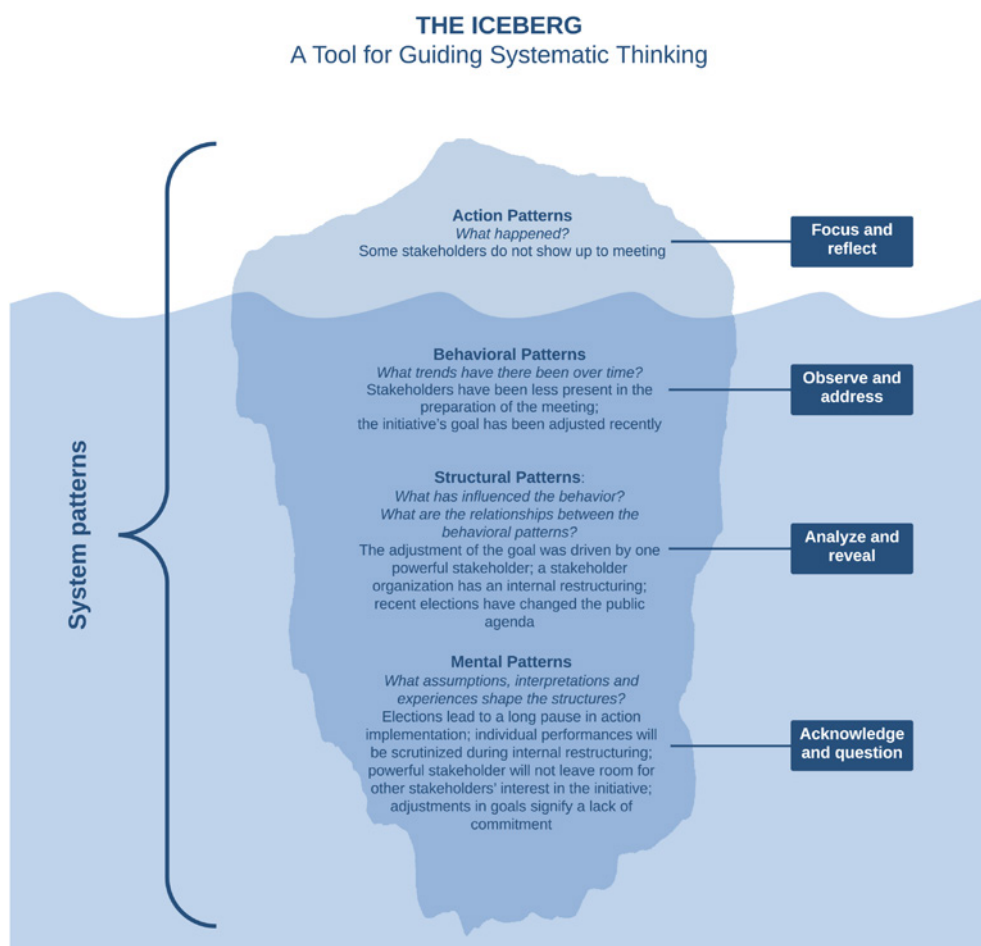 THE ICEBERG
A Tool for Guiding Systematic Thinking
System patterns
Action Patterns
What happened?
Some stakeholders do not show up to meeting
Focus and
reflect
Behavioral Patterns
What trends have there been over time?
Stakeholders have been less present in the
preparation of the meeting;
the initiative's goal has been adjusted recently
Observe and
address
Structural Patterns:
What has influenced the behavior?
What are the relationships between the
behavioral patterns?
The adjustment of the goal was driven by one
powerful stakeholder; a stakeholder
organization has an internal restructuring;
recent elections have changed the public
agenda
Analyze and
reveal
Mental Patterns
What assumptions, interpretations and
experiences shape the structures?
Elections lead to a long pause in action
implementation; individual performances will
be scrutinized during internal restructuring;
powerful stakeholder will not leave room for
other stakeholders' interest in the initiative;
adjustments in goals signify a lack of
commitment
Acknowledge
and question